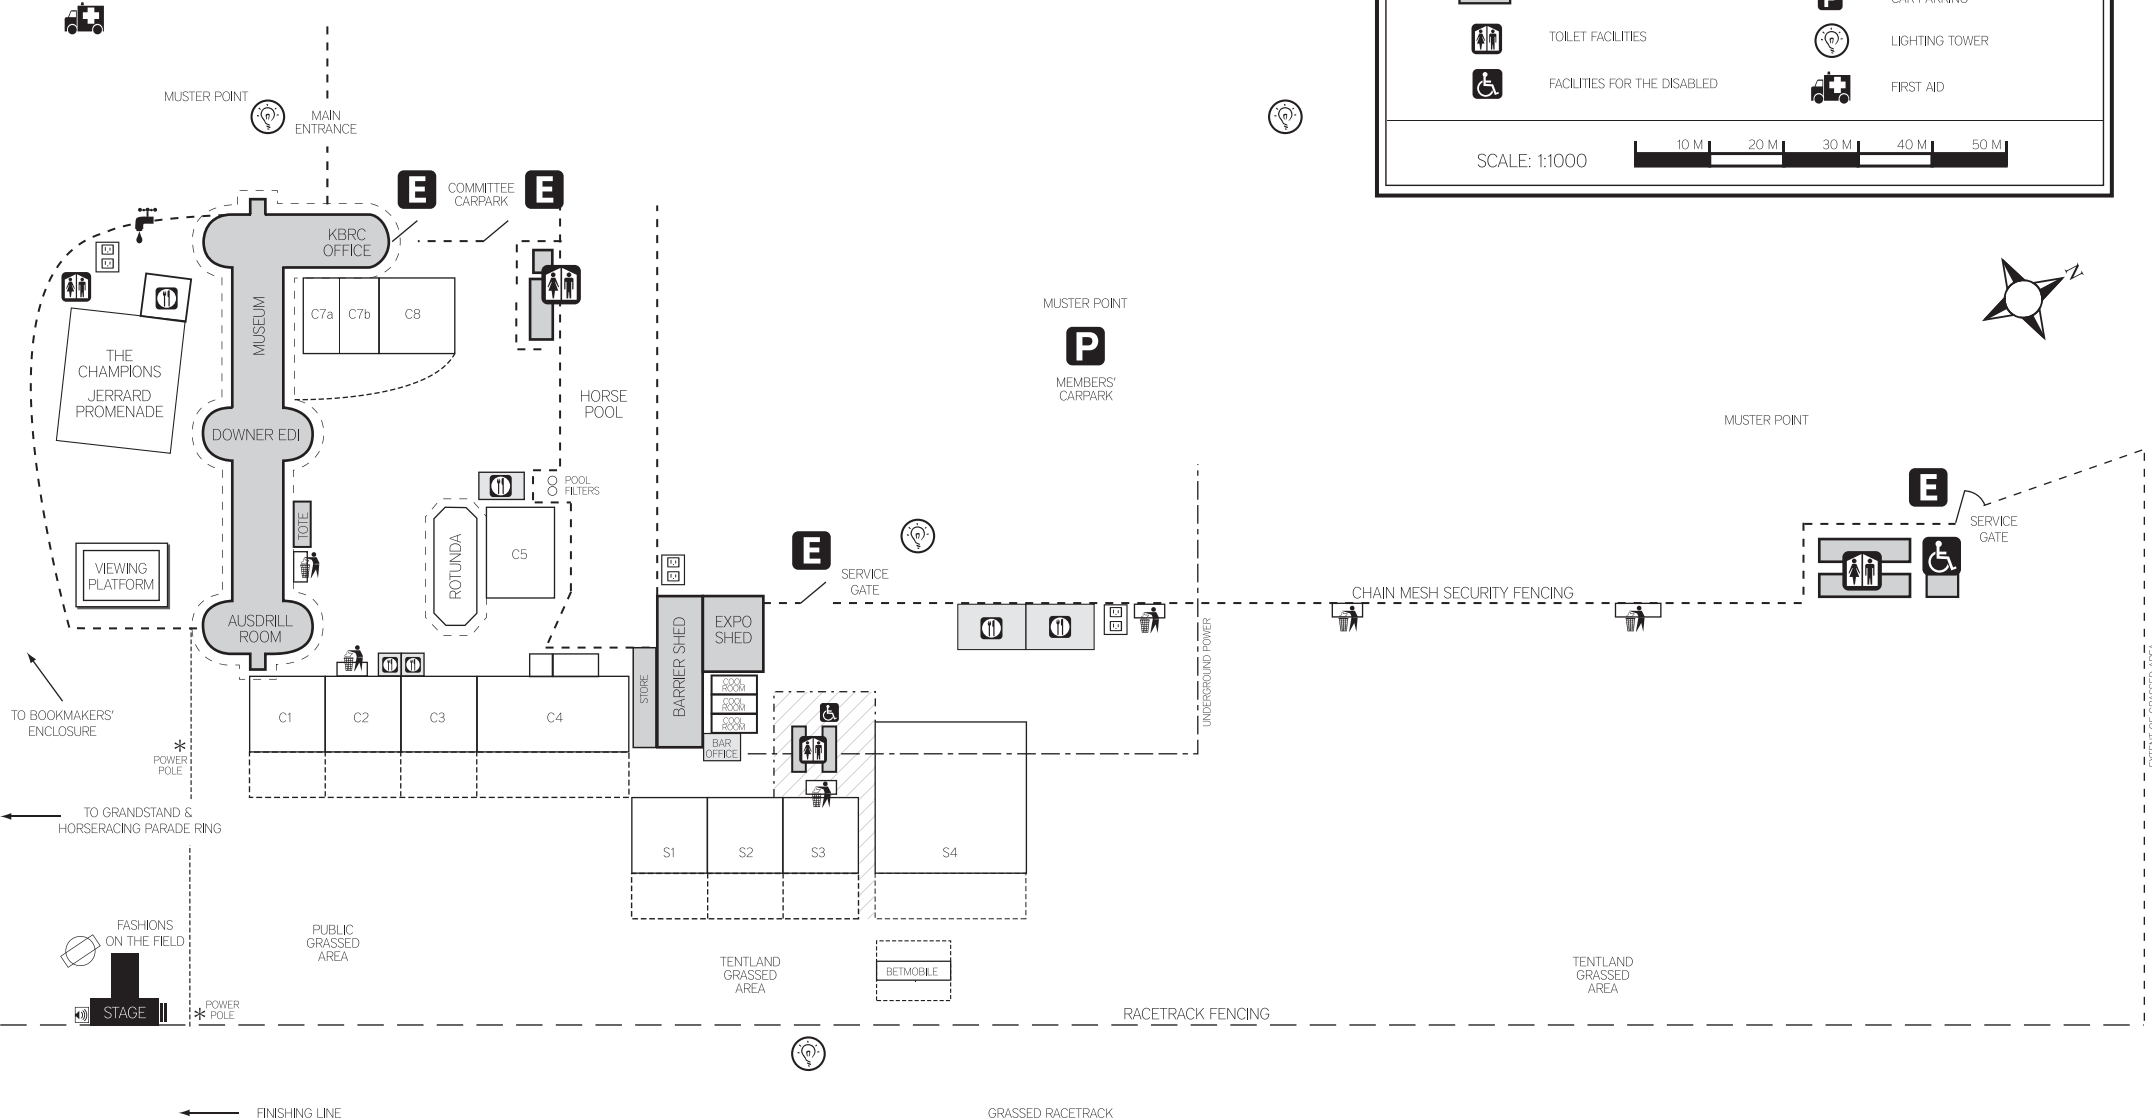 TOILET FACILITIES
LIGHTING TOWER
FACILITIES FOR THE DISABLED
FIRST AID
SCALE: 1:1000
10 M
20 M
30 M
40 M
50 M
N
MUSTER POINT
MAIN
ENTRANCE
E
COMMITTEE
CARPARK
E
KBRC
OFFICE
MUSEUM
C7a
C7b
C8
THE
CHAMPIONS
JERRARD
PROMENADE
DOWNER EDI
HORSE
POOL
MUSTER POINT
P
MEMBERS'
CARPARK
MUSTER POINT
POOL
FILTERS
TOTE
ROTUNDA
C5
VIEWING
PLATFORM
AUSDRILL
ROOM
E
SERVICE
GATE
E
SERVICE
GATE
CHAIN MESH SECURITY FENCING
UNDERGROUND POWER
STORE
BARRIER SHED
EXPO
SHED
COOL
ROOM
COOL
ROOM
COOL
ROOM
BAR
OFFICE
C1
C2
C3
C4
TO BOOKMAKERS'
ENCLOSURE
POWER
POLE
TO GRANDSTAND &
HORSERACING PARADE RING
S1
S2
S3
S4
FASHIONS
ON THE FIELD
STAGE
POWER
POLE
PUBLIC
GRASSED
AREA
TENTLAND
GRASSED
AREA
BETMOBILE
TENTLAND
GRASSED
AREA
RACETRACK FENCING
FINISHING LINE
GRASSED RACETRACK